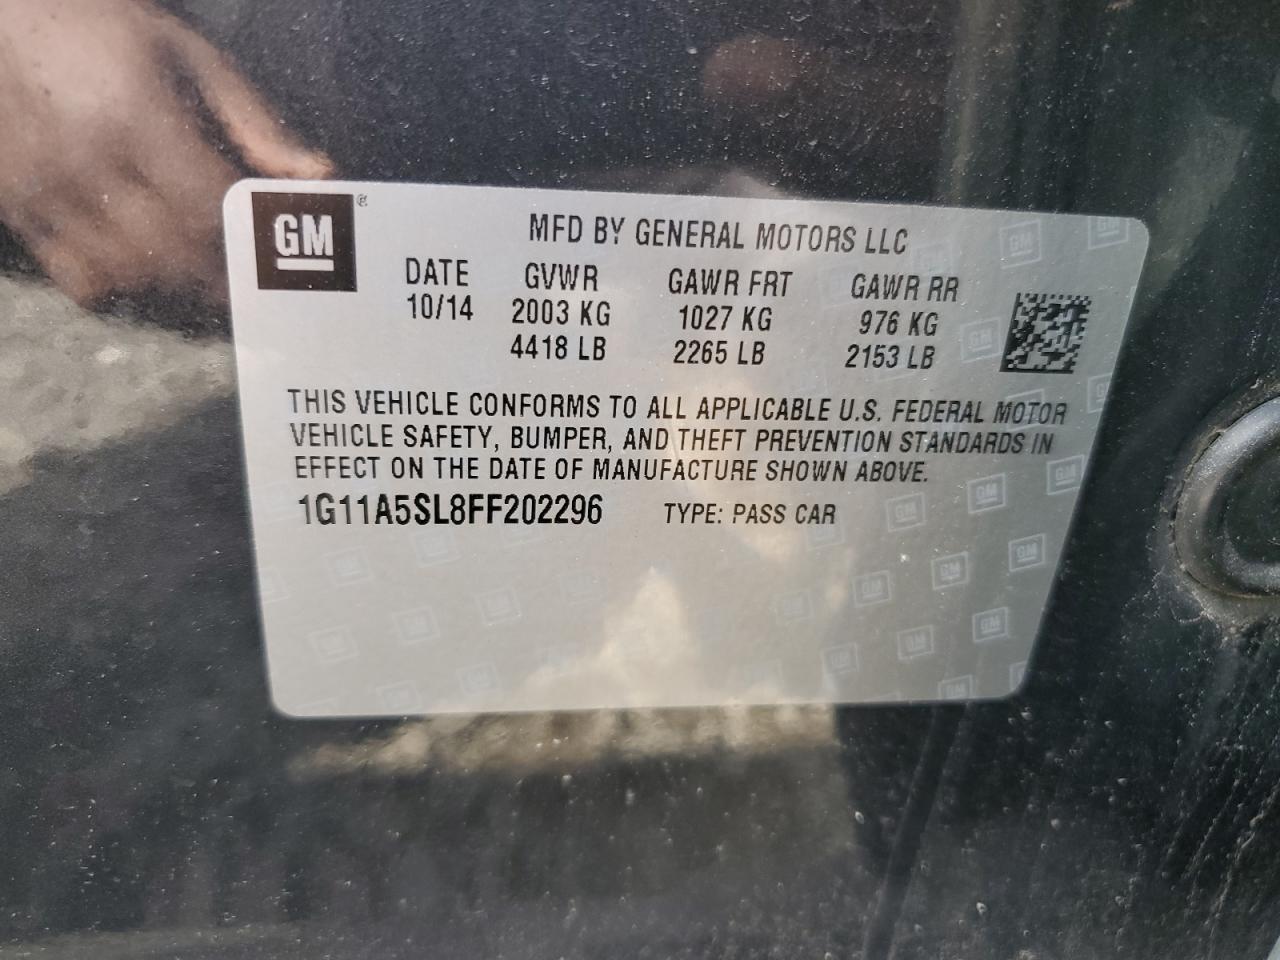 GM ®
MFD BY GENERAL MOTORS LLC
DATE GVWR GAWR FRT GAWR RR
10/14 2003 KG 1027 KG 976 KG
4418 LB 2265 LB 2153 LB
THIS VEHICLE CONFORMS TO ALL APPLICABLE U.S. FEDERAL MOTOR
VEHICLE SAFETY, BUMPER, AND THEFT PREVENTION STANDARDS IN
EFFECT ON THE DATE OF MANUFACTURE SHOWN ABOVE.
1G11A5SL8FF202296 TYPE: PASS CAR